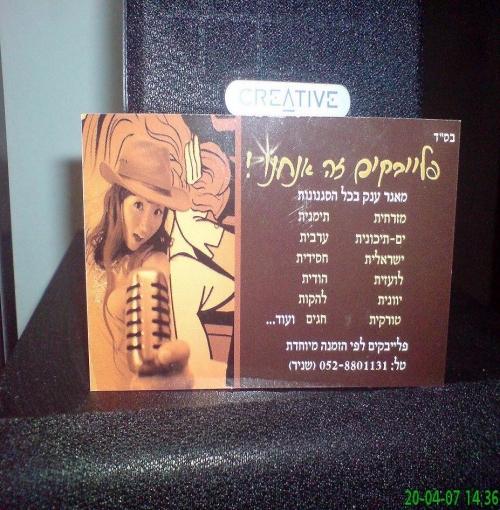 CREATIVE
בס"ד
פלייבקים זה אנחנו!
מאגר ענק בכל הסגנונות
מזרחית תימנית
ים-תיכונית ערבית
ישראלית חסידית
לועזית הודית
יוונית להקות
טורקית חגים ועוד...
פלייבקים לפי הזמנה מיוחדת
טל: 052-8801131 (שניר)
20-04-07 14:36